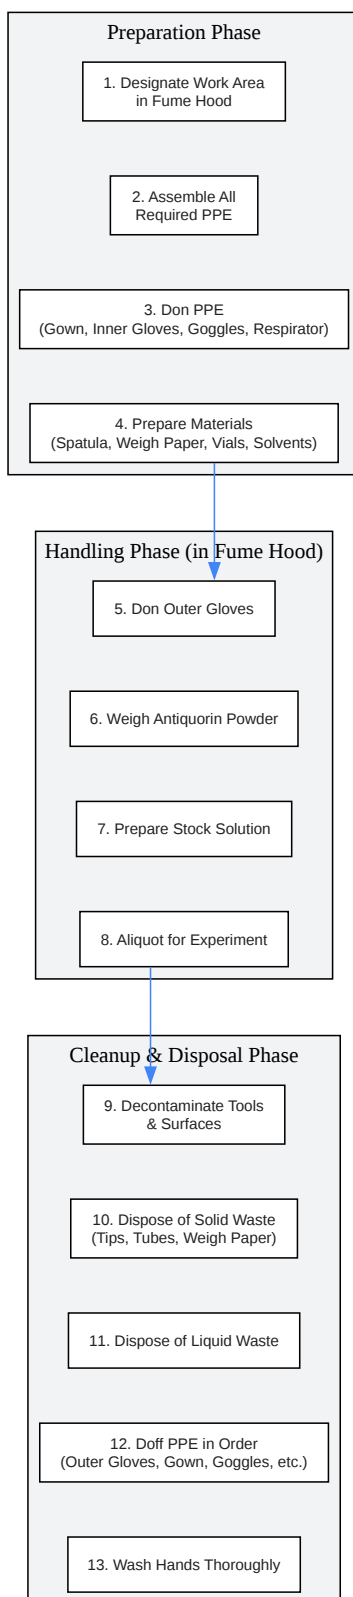 Preparation Phase
1. Designate Work Area
in Fume Hood
2. Assemble All
Required PPE
3. Don PPE
(Gown, Inner Gloves, Goggles, Respirator)
4. Prepare Materials
(Spatula, Weigh Paper, Vials, Solvents)
Handling Phase (in Fume Hood)
5. Don Outer Gloves
6. Weigh Antiquorin Powder
7. Prepare Stock Solution
8. Aliquot for Experiment
Cleanup & Disposal Phase
9. Decontaminate Tools
& Surfaces
10. Dispose of Solid Waste
(Tips, Tubes, Weigh Paper)
11. Dispose of Liquid Waste
12. Doff PPE in Order
(Outer Gloves, Gown, Goggles, etc.)
13. Wash Hands Thoroughly